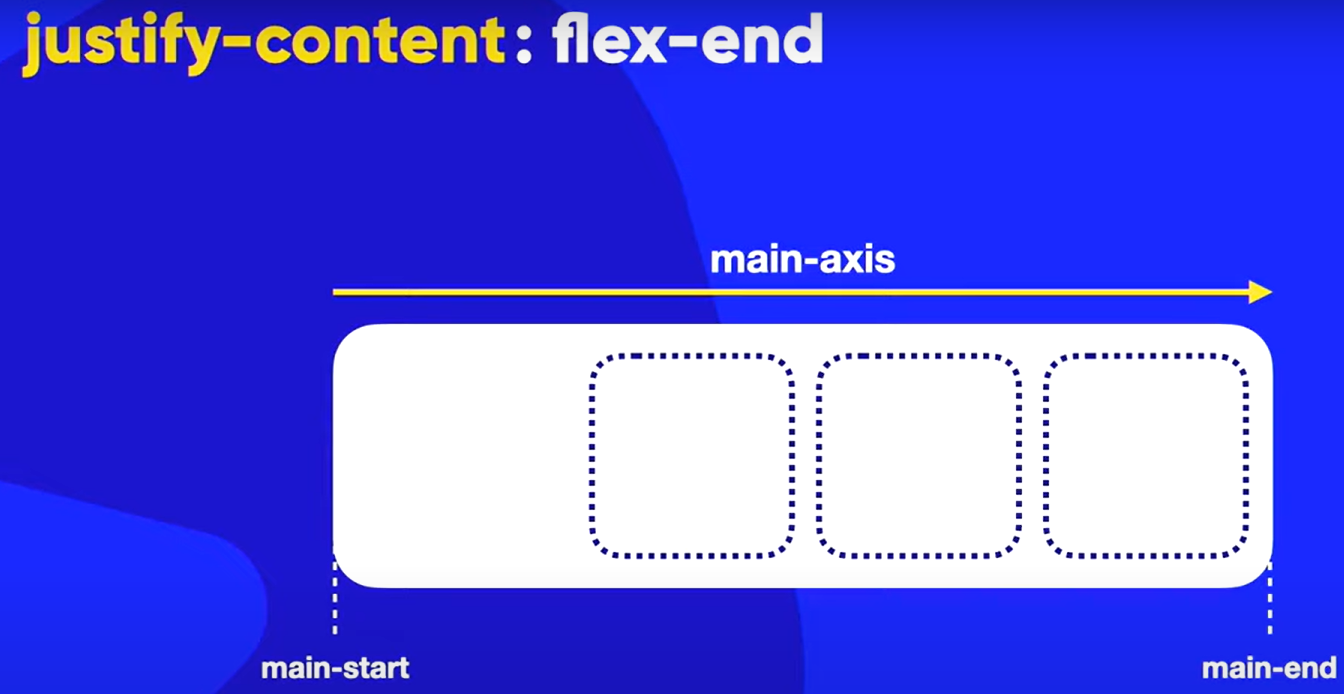 justify-content: flex-end
main-axis
main-start
main-end